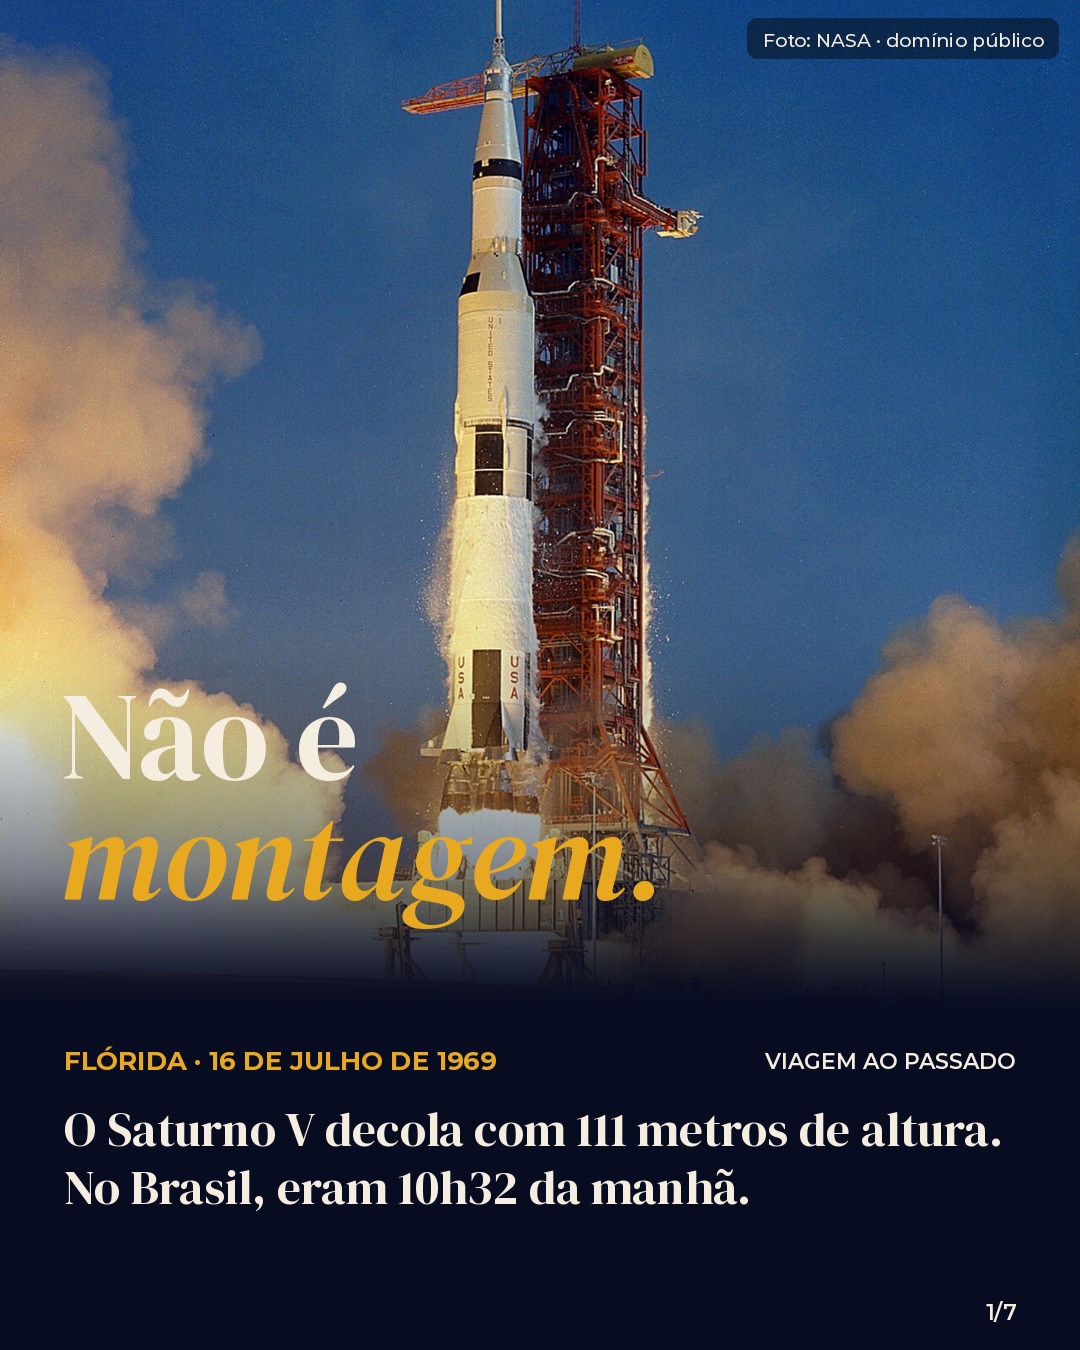 Foto: NASA · domínio público
UNITED STATES
USA
USA
Não é
montagem.
FLÓRIDA · 16 DE JULHO DE 1969
VIAGEM AO PASSADO
O Saturno V decola com 111 metros de altura.
No Brasil, eram 10h32 da manhã.
1/7